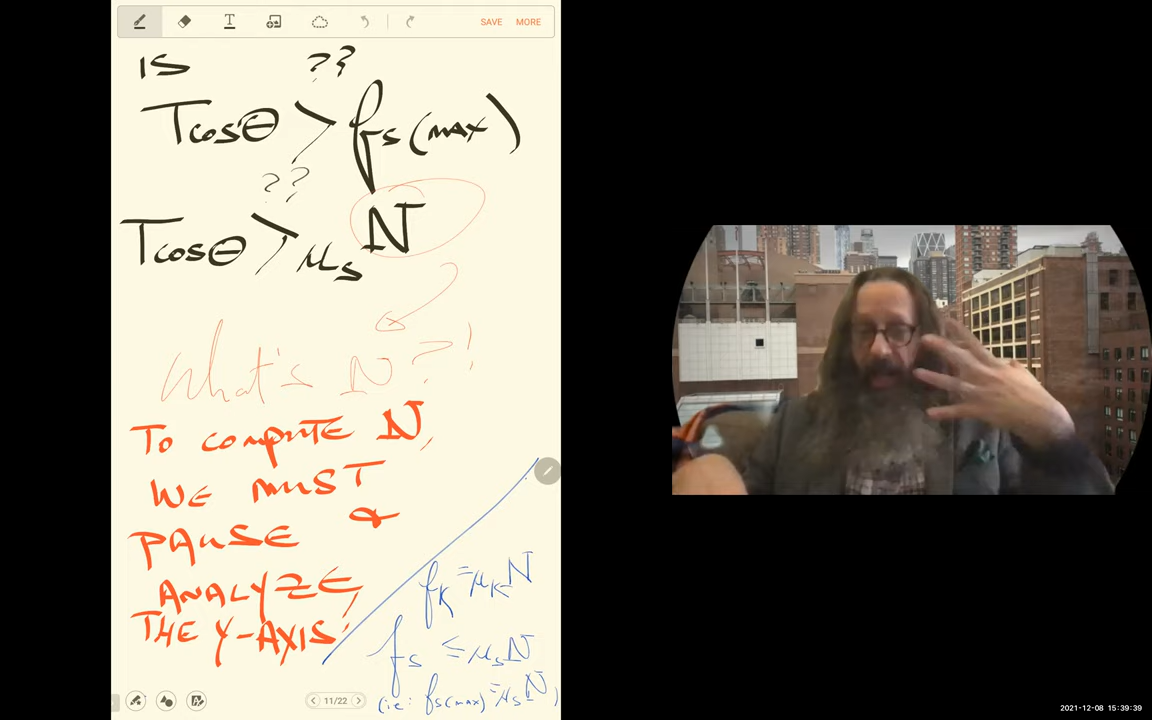 SAVE MORE
IS ??
Tcosθ > fs(max)
??
Tcosθ > μs N
What's N?!
To compute N,
WE MUST
PAUSE &
ANALYZE
THE Y-AXIS!
fK = μK N
fs ≤ μs N
(ie: fs(max) = μs N)
11/22
2021-12-08 15:39:39